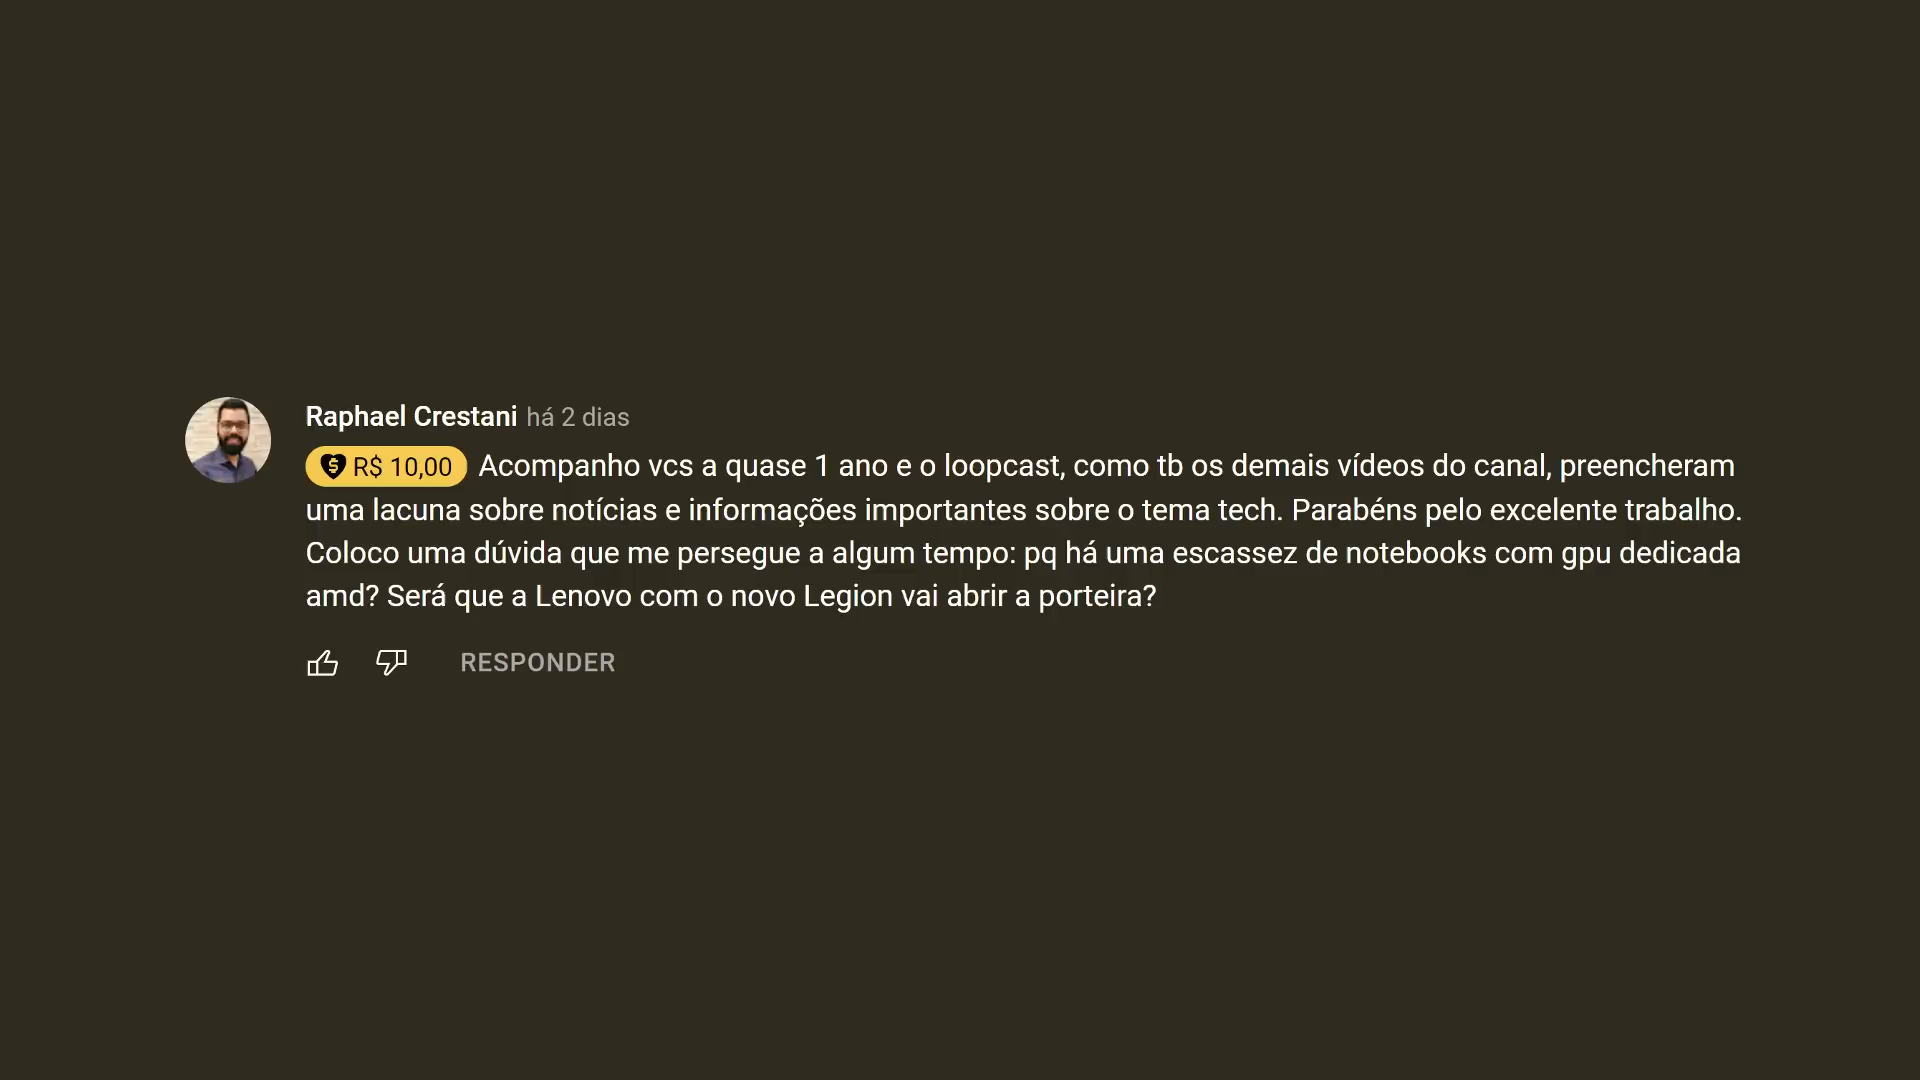 Raphael Crestani há 2 dias
R$ 10,00 Acompanho vcs a quase 1 ano e o loopcast, como tb os demais vídeos do canal, preencheram
uma lacuna sobre notícias e informações importantes sobre o tema tech. Parabéns pelo excelente trabalho.
Coloco uma dúvida que me persegue a algum tempo: pq há uma escassez de notebooks com gpu dedicada
amd? Será que a Lenovo com o novo Legion vai abrir a porteira?
RESPONDER